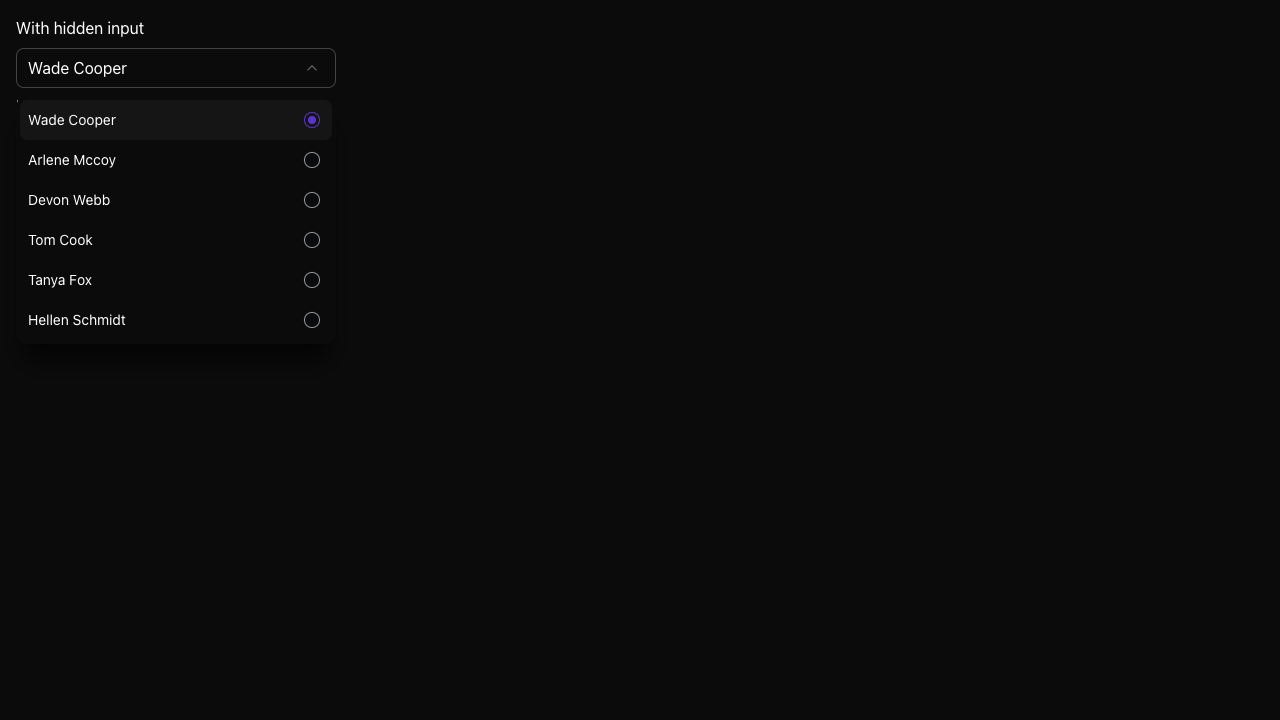 With hidden input
Wade Cooper
Wade Cooper
Arlene Mccoy
Devon Webb
Tom Cook
Tanya Fox
Hellen Schmidt